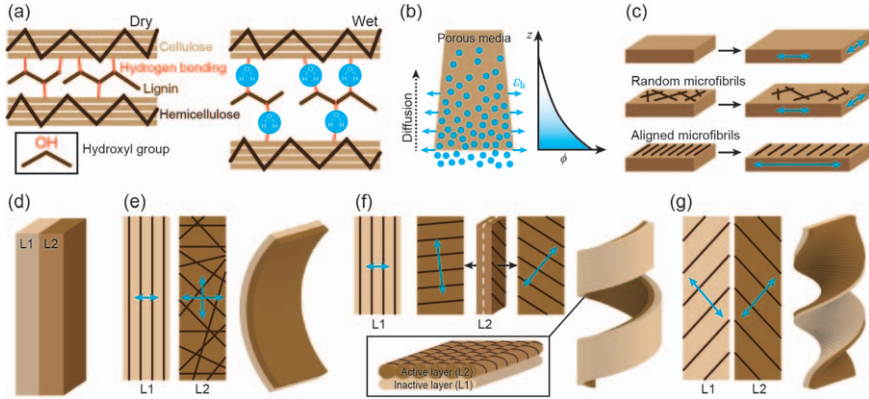 (a)
Dry
Wet
Cellulose
Hydrogen bonding
Lignin
Hemicellulose
OH
Hydroxyl group
(b)
Porous media
z
εh
Diffusion
ϕ
(c)
Random microfibrils
Aligned microfibrils
(d)
L1 L2
(e)
L1
L2
(f)
L1
L2
Active layer (L2)
Inactive layer (L1)
(g)
L1
L2